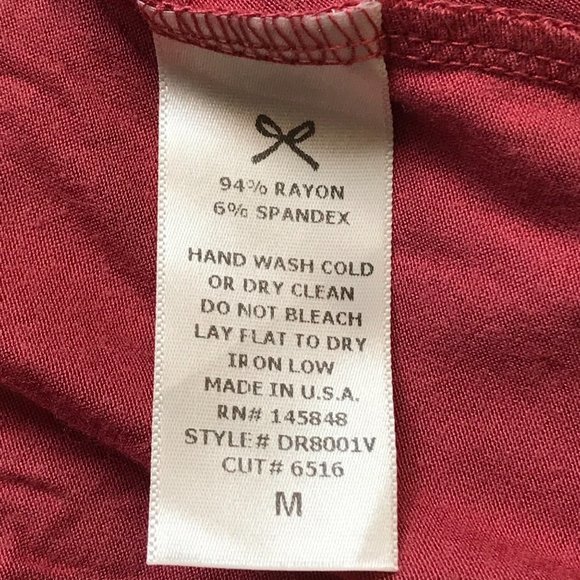 94% RAYON
6% SPANDEX
HAND WASH COLD
OR DRY CLEAN
DO NOT BLEACH
LAY FLAT TO DRY
IRON LOW
MADE IN U.S.A.
RN# 145848
STYLE# DR8001V
CUT# 6516
M